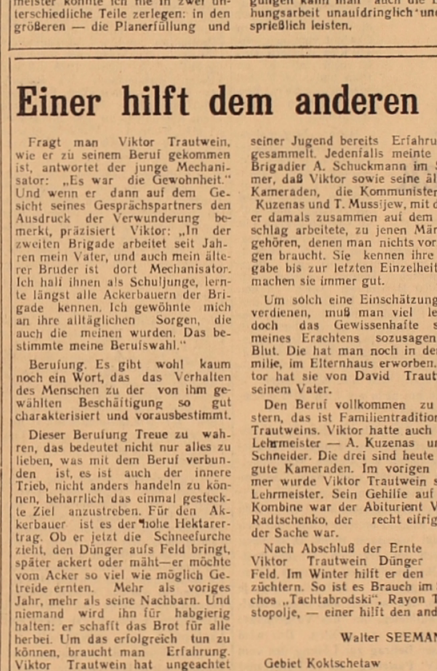 terschiedliche Teile zerlegen: in den
größeren — die Planerfüllung und
hungsarbeit unaufdringlich und
sprießlich leisten.
Einer hilft dem anderen
Fragt man Viktor Trautwein,
wie er zu seinem Beruf gekommen
ist, antwortet der junge Mechani-
sator: „Es war die Gewohnheit."
Und wenn er dann auf dem Ge-
sicht seines Gesprächspartners den
Ausdruck der Verwunderung be-
merkt, präzisiert Viktor: „In der
zweiten Brigade arbeitet seit Jah-
ren mein Vater, und auch mein älte-
rer Bruder ist dort Mechanisator.
Ich half ihnen als Schuljunge, lern-
te längst alle Ackerbauern der Bri-
gade kennen. Ich gewöhnte mich
an ihre alltäglichen Sorgen, die
auch die meinen wurden. Das be-
stimmte meine Berufswahl."
Berufung. Es gibt wohl kaum
noch ein Wort, das das Verhalten
des Menschen zu der von ihm ge-
wählten Beschäftigung so gut
charakterisiert und vorausbestimmt.
Dieser Berufung Treue zu wah-
ren, das bedeutet nicht nur alles zu
lieben, was mit dem Beruf verbun-
den ist, es ist auch der innere
Trieb, nicht anders handeln zu kön-
nen, beharrlich das einmal gesteck-
te Ziel anzustreben. Für den Ak-
kerbauer ist es der hohe Hektarer-
trag. Ob er jetzt die Schneefurche
zieht, den Dünger aufs Feld bringt,
später ackert oder mäht—er möchte
vom Acker so viel wie möglich Ge-
treide ernten. Mehr als voriges
Jahr, mehr als seine Nachbarn. Und
niemand wird ihn für habgierig
halten: er schafft das Brot für alle
herbei. Um das erfolgreich tun zu
können, braucht man Erfahrung.
Viktor Trautwein hat ungeachtet
seiner Jugend bereits Erfahru
gesammelt. Jedenfalls meinte
Brigadier A. Schuckmann im
mer, daß Viktor sowie seine äl
Kameraden, die Kommunister
Kuzenas und T. Mussijew, mit d
er damals zusammen auf dem
schlag arbeitete, zu jenen Mär
gehören, denen man nichts vor
gen braucht. Sie kennen ihre
gabe bis zur letzten Einzelheit
machen sie immer gut.
Um solch eine Einschätzung
verdienen, muß man viel le
doch das Gewissenhafte s
meines Erachtens sozusagen
Blut. Die hat man noch in de
milie, im Elternhaus erworben.
tor hat sie von David Traut
seinem Vater.
Den Beruf vollkommen zu
stern, das ist Familientradition
Trautweins. Viktor hatte auch
Lehrmeister — A. Kuzenas ur
Schneider. Die drei sind heute
gute Kameraden. Im vorigen
mer wurde Viktor Trautwein s
Lehrmeister. Sein Gehilfe auf
Kombine war der Abiturient V
Radtschenko, der recht eifrig
der Sache war.
Nach Abschluß der Ernte
Viktor Trautwein Dünger
Feld. Im Winter hilft er den
züchtern. So ist es Brauch im
chos „Tachtabrodski", Rayon T
stopolje, — einer hilft den and
Walter SEEMAN
Gebiet Koktschetaw